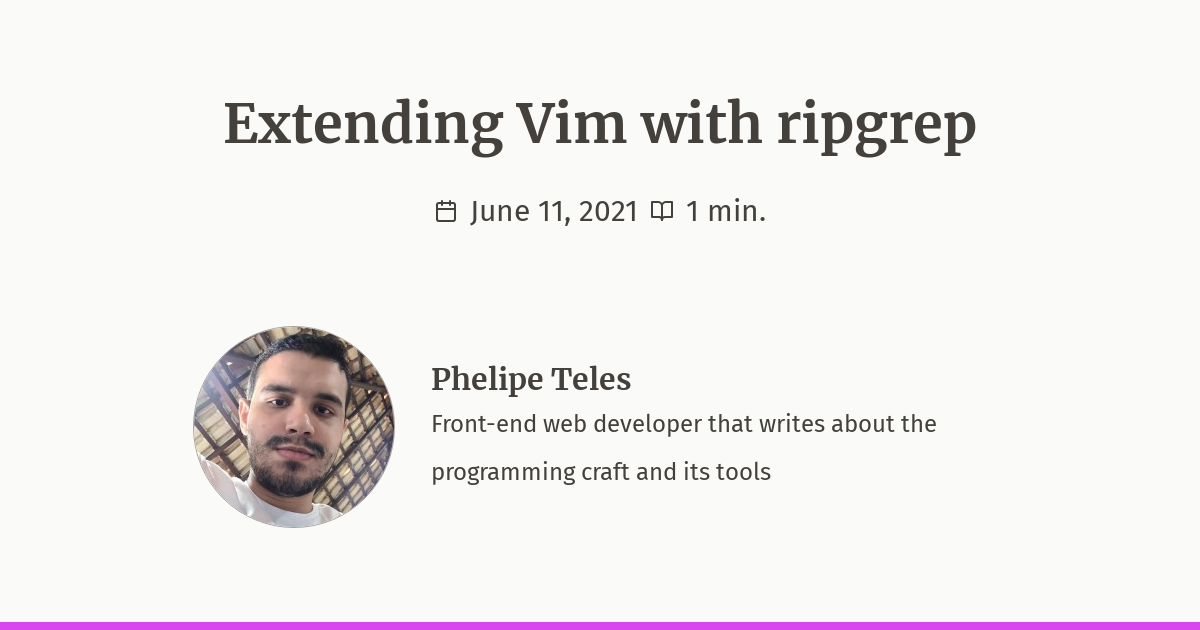 Extending Vim with ripgrep
June 11, 2021 1 min.
Phelipe Teles
Front-end web developer that writes about the
programming craft and its tools